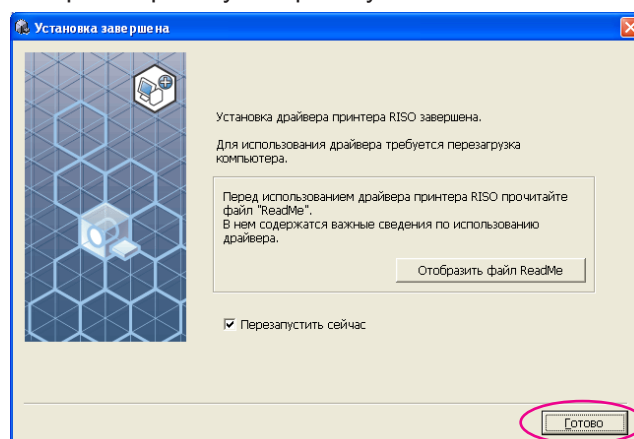 Установка завершена
Установка драйвера принтера RISO завершена.
Для использования драйвера требуется перезагрузка
компьютера.
Перед использованием драйвера принтера RISO прочитайте
файл "ReadMe".
В нем содержатся важные сведения по использованию
драйвера.
Отобразить файл ReadMe
Перезапустить сейчас
Готово